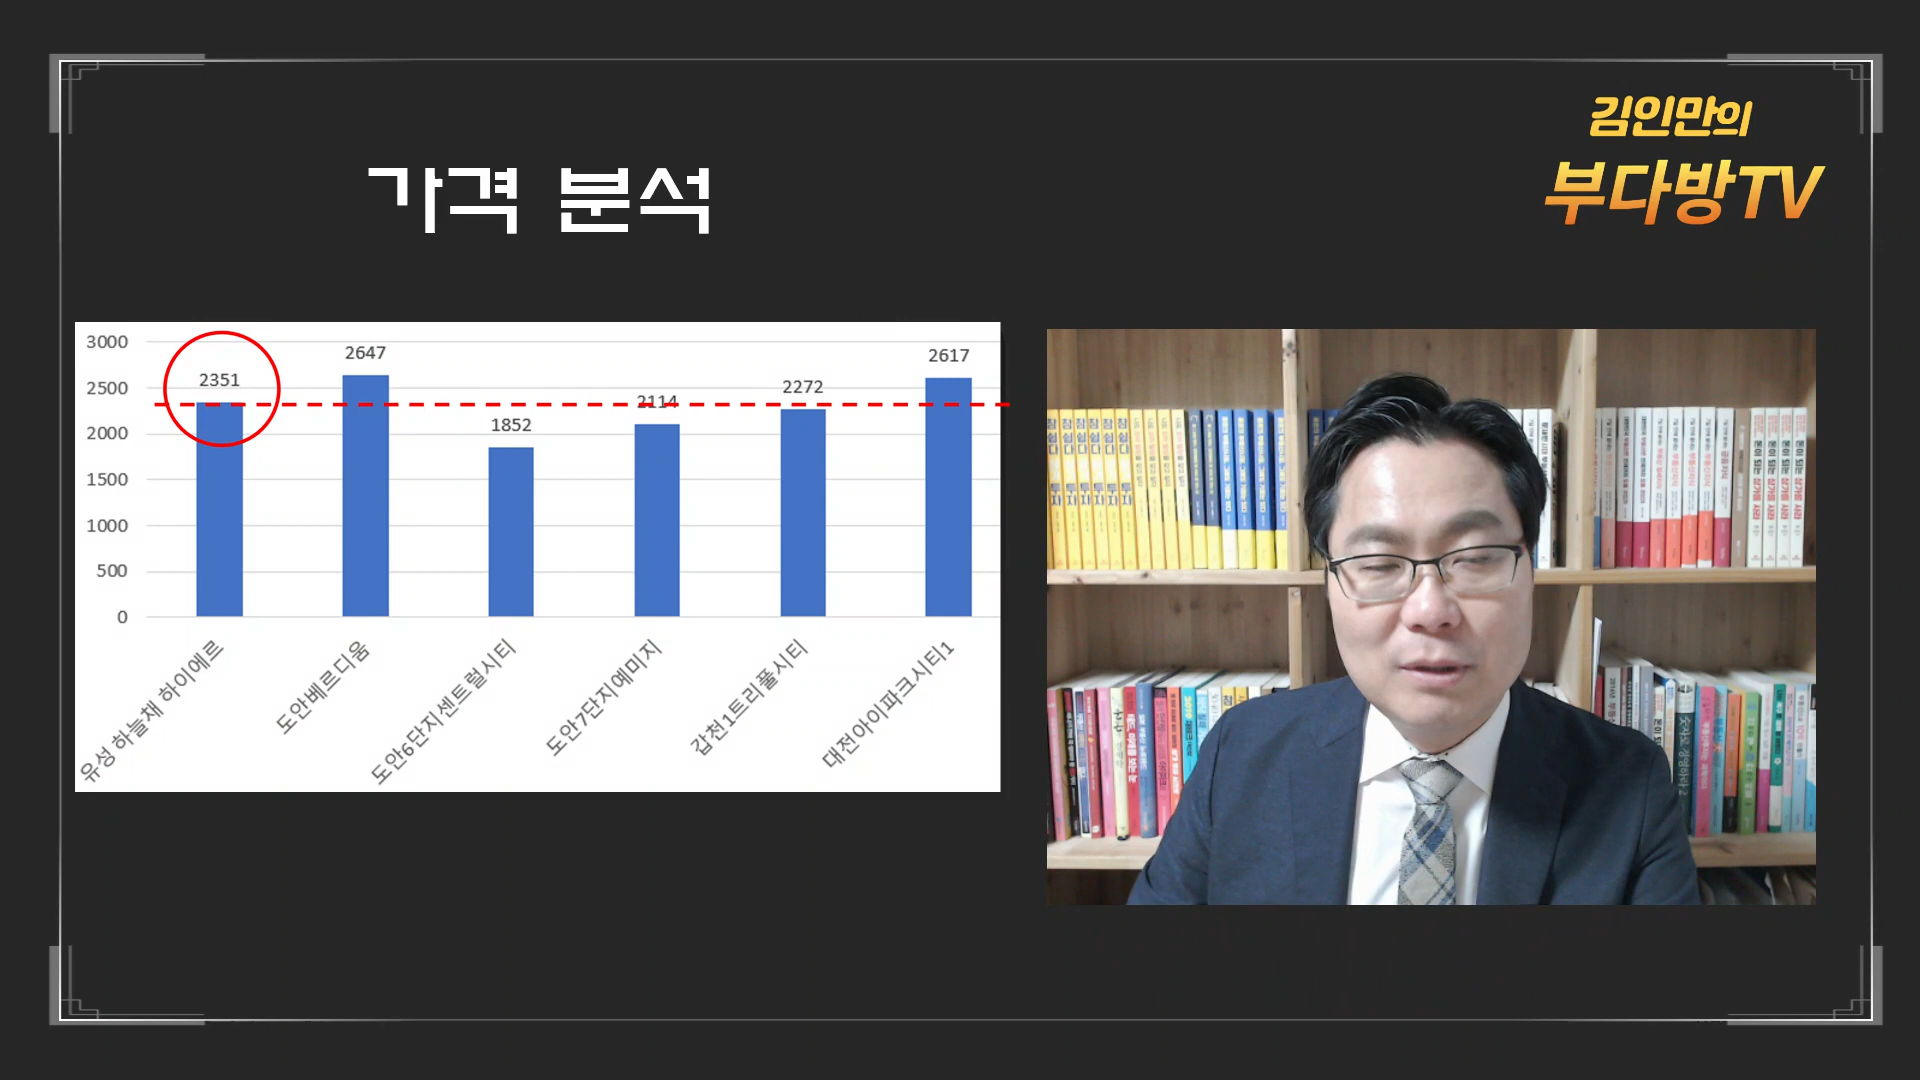 김인만의
부다방TV
가격 분석
3000
2500
2000
1500
1000
500
0
2351
2647
1852
2114
2272
2617
유성 하늘채 하이에르
도안베르디움
도안6단지센트럴시티
도안7단지예미지
갑천1트리풀시티
대전아이파크시티1